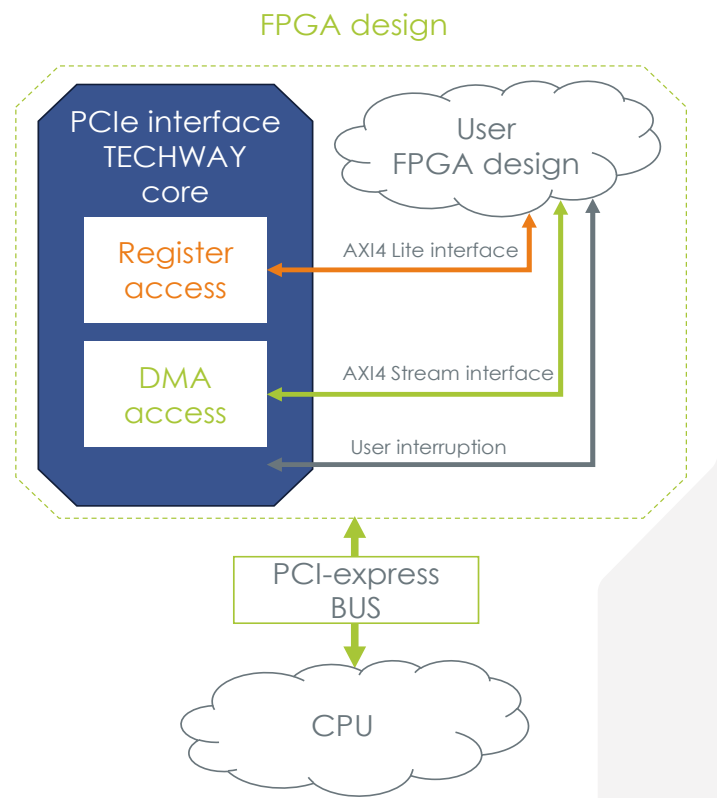 FPGA design
PCIe interface
TECHWAY
core
User
FPGA design
Register
access
AXI4 Lite interface
DMA
access
AXI4 Stream interface
User interruption
PCI-express
BUS
CPU